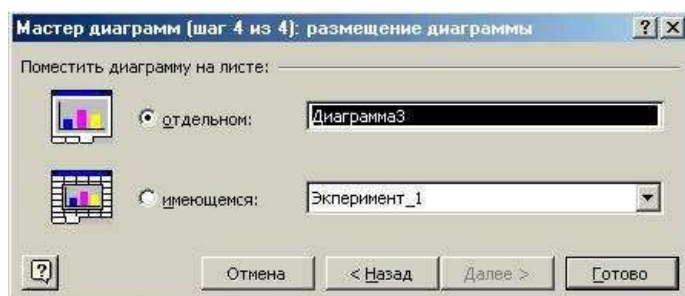 Мастер диаграмм (шаг 4 из 4): размещение диаграммы
Поместить диаграмму на листе:
отдельном: Диаграмма3
имеющемся: Эксперимент_1
Отмена < Назад Далее > Готово